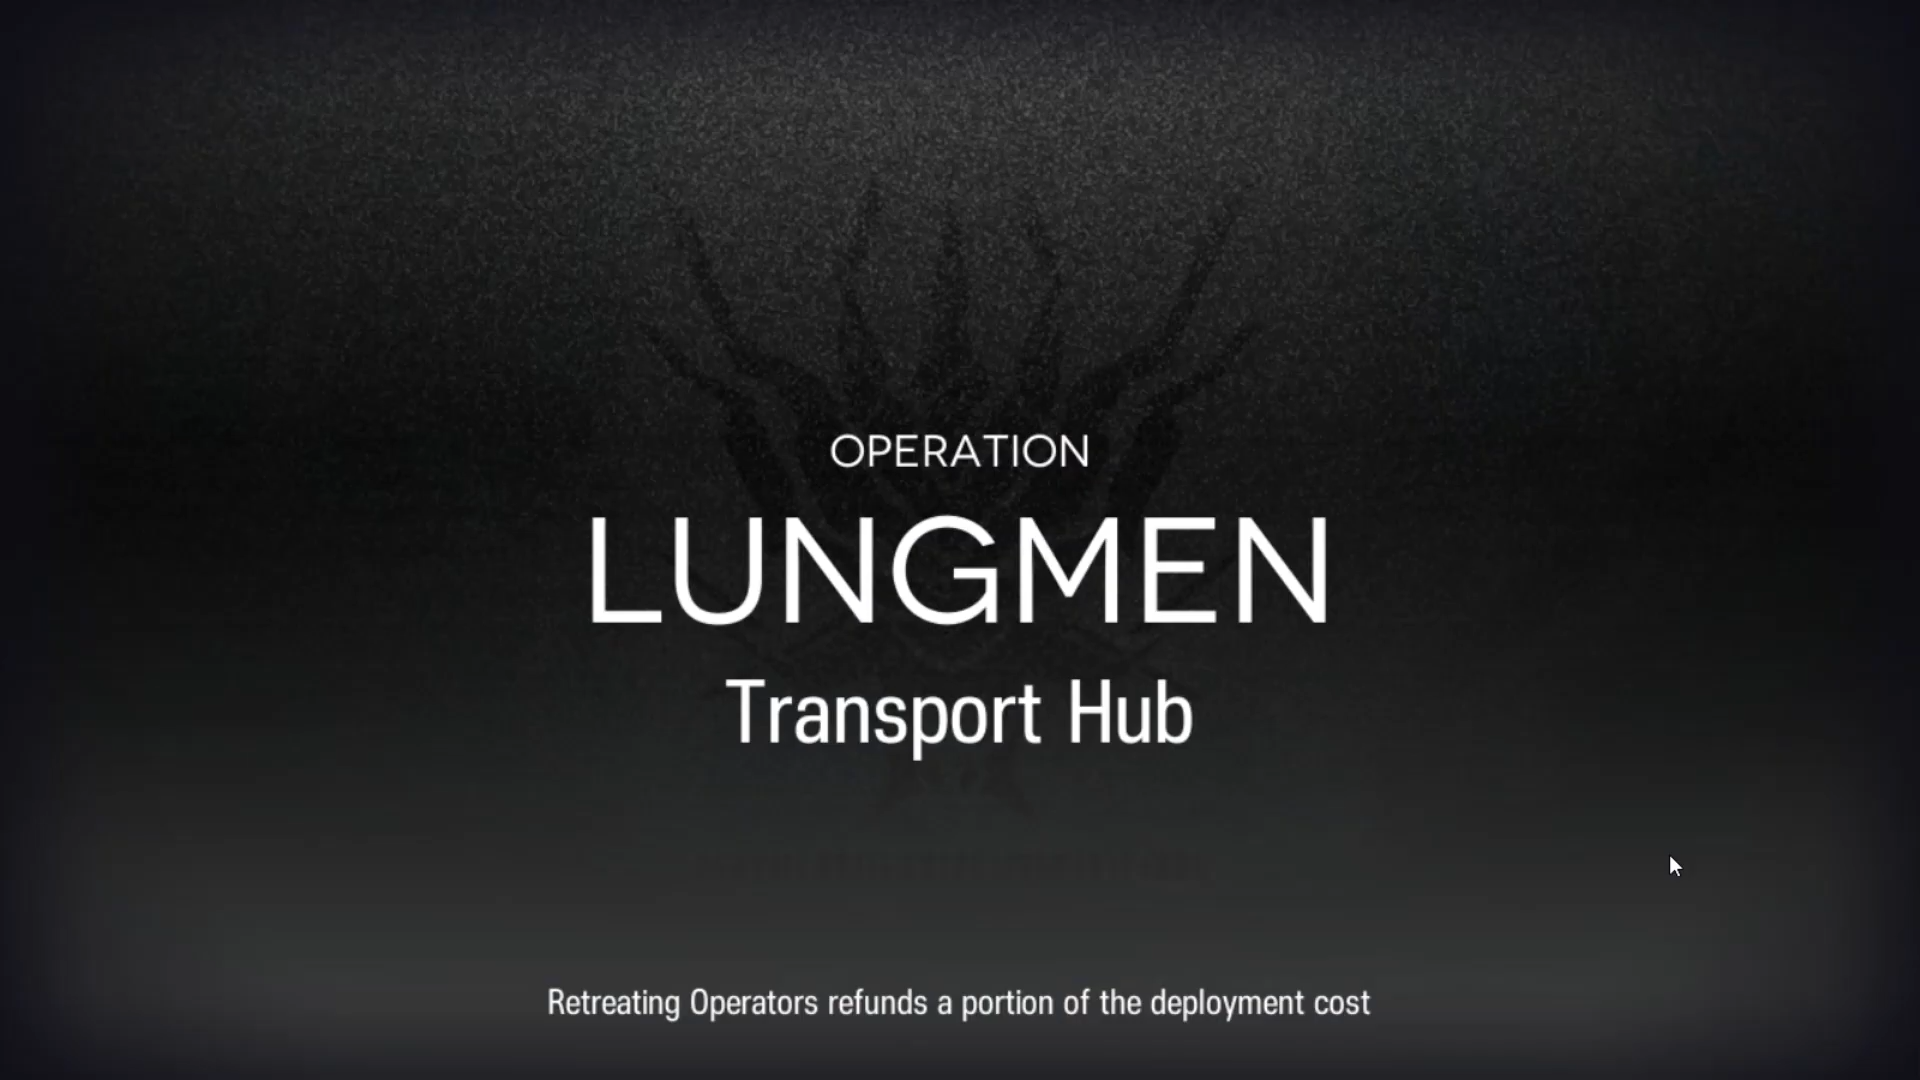 OPERATION
LUNGMEN
Transport Hub
Retreating Operators refunds a portion of the deployment cost